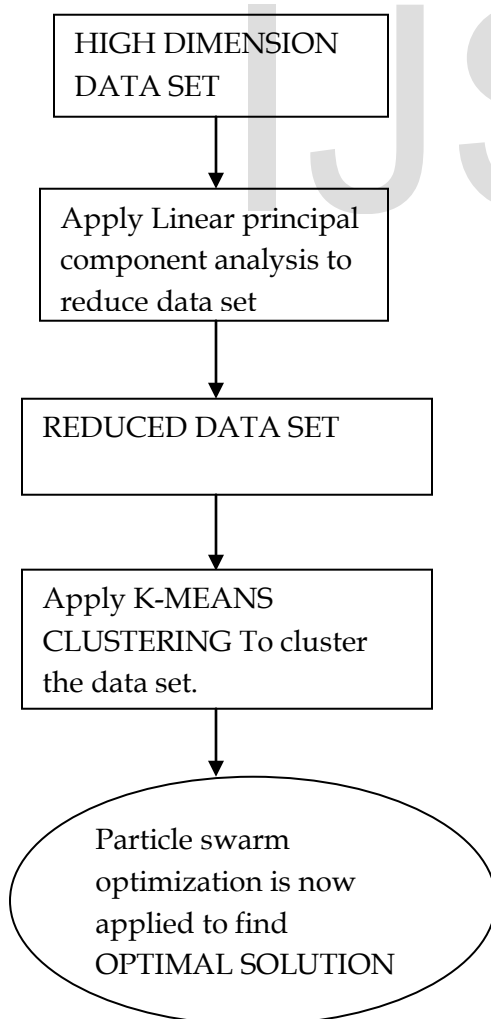 IJS
HIGH DIMENSION
DATA SET
Apply Linear principal
component analysis to
reduce data set
REDUCED DATA SET
Apply K-MEANS
CLUSTERING To cluster
the data set.
Particle swarm
optimization is now
applied to find
OPTIMAL SOLUTION